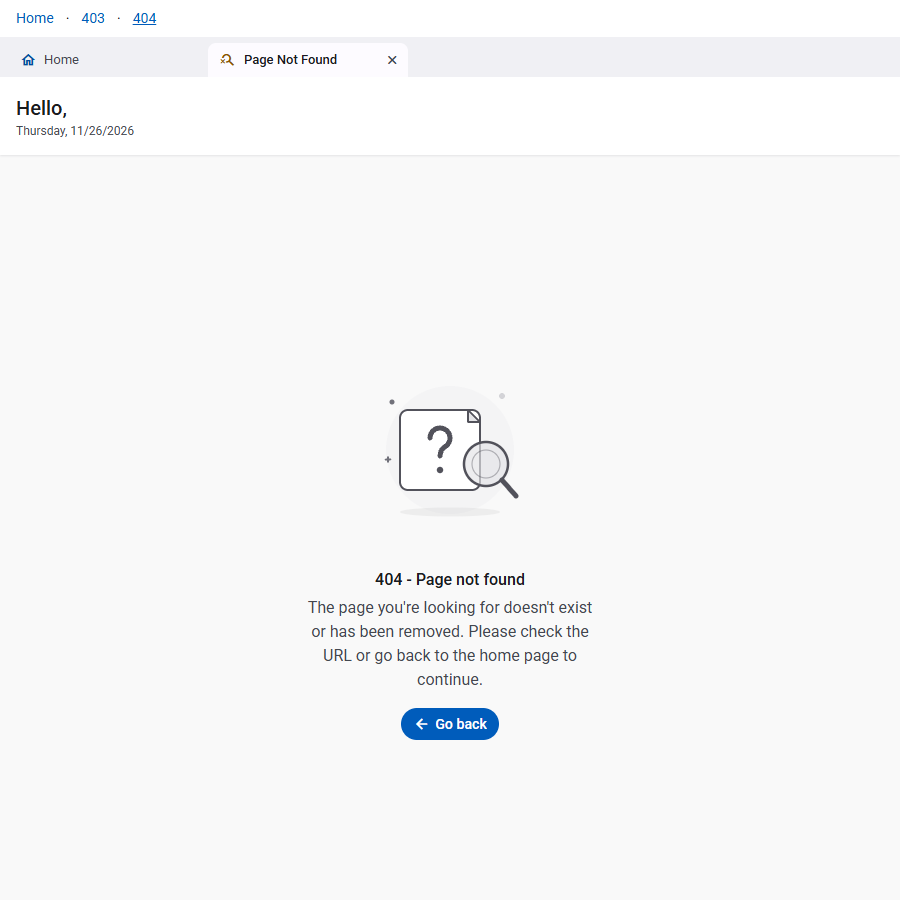 Home · 403 · 404
Home Page Not Found
Hello,
Thursday, 11/26/2026
?
404 - Page not found
The page you're looking for doesn't exist
or has been removed. Please check the
URL or go back to the home page to
continue.
Go back